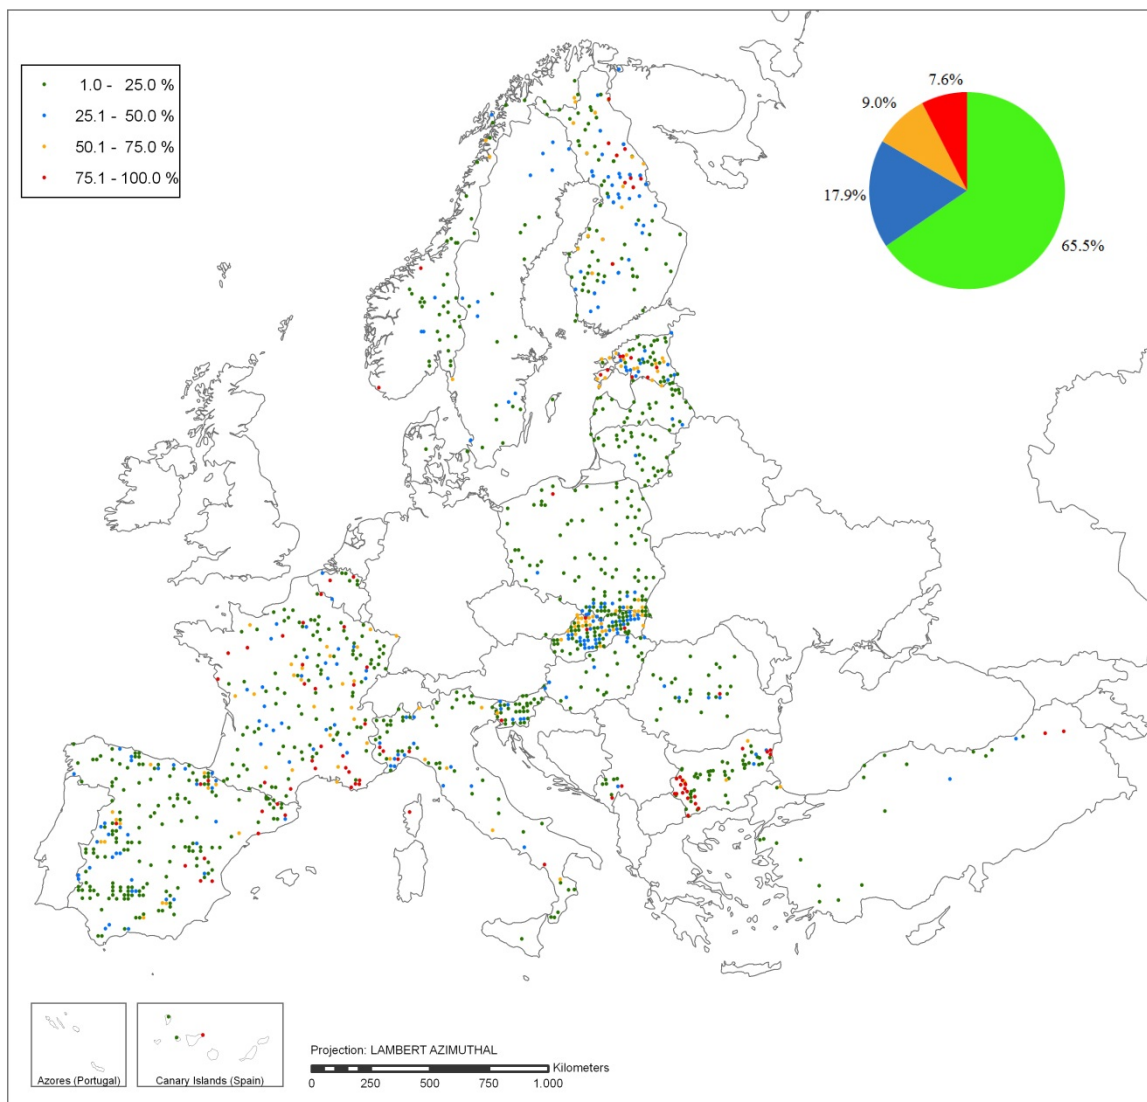 1.0 - 25.0 %
25.1 - 50.0 %
50.1 - 75.0 %
75.1 - 100.0 %
7.6%
9.0%
17.9%
65.5%
Projection: LAMBERT AZIMUTHAL
Kilometers
0 250 500 750 1.000
Azores (Portugal)
Canary Islands (Spain)